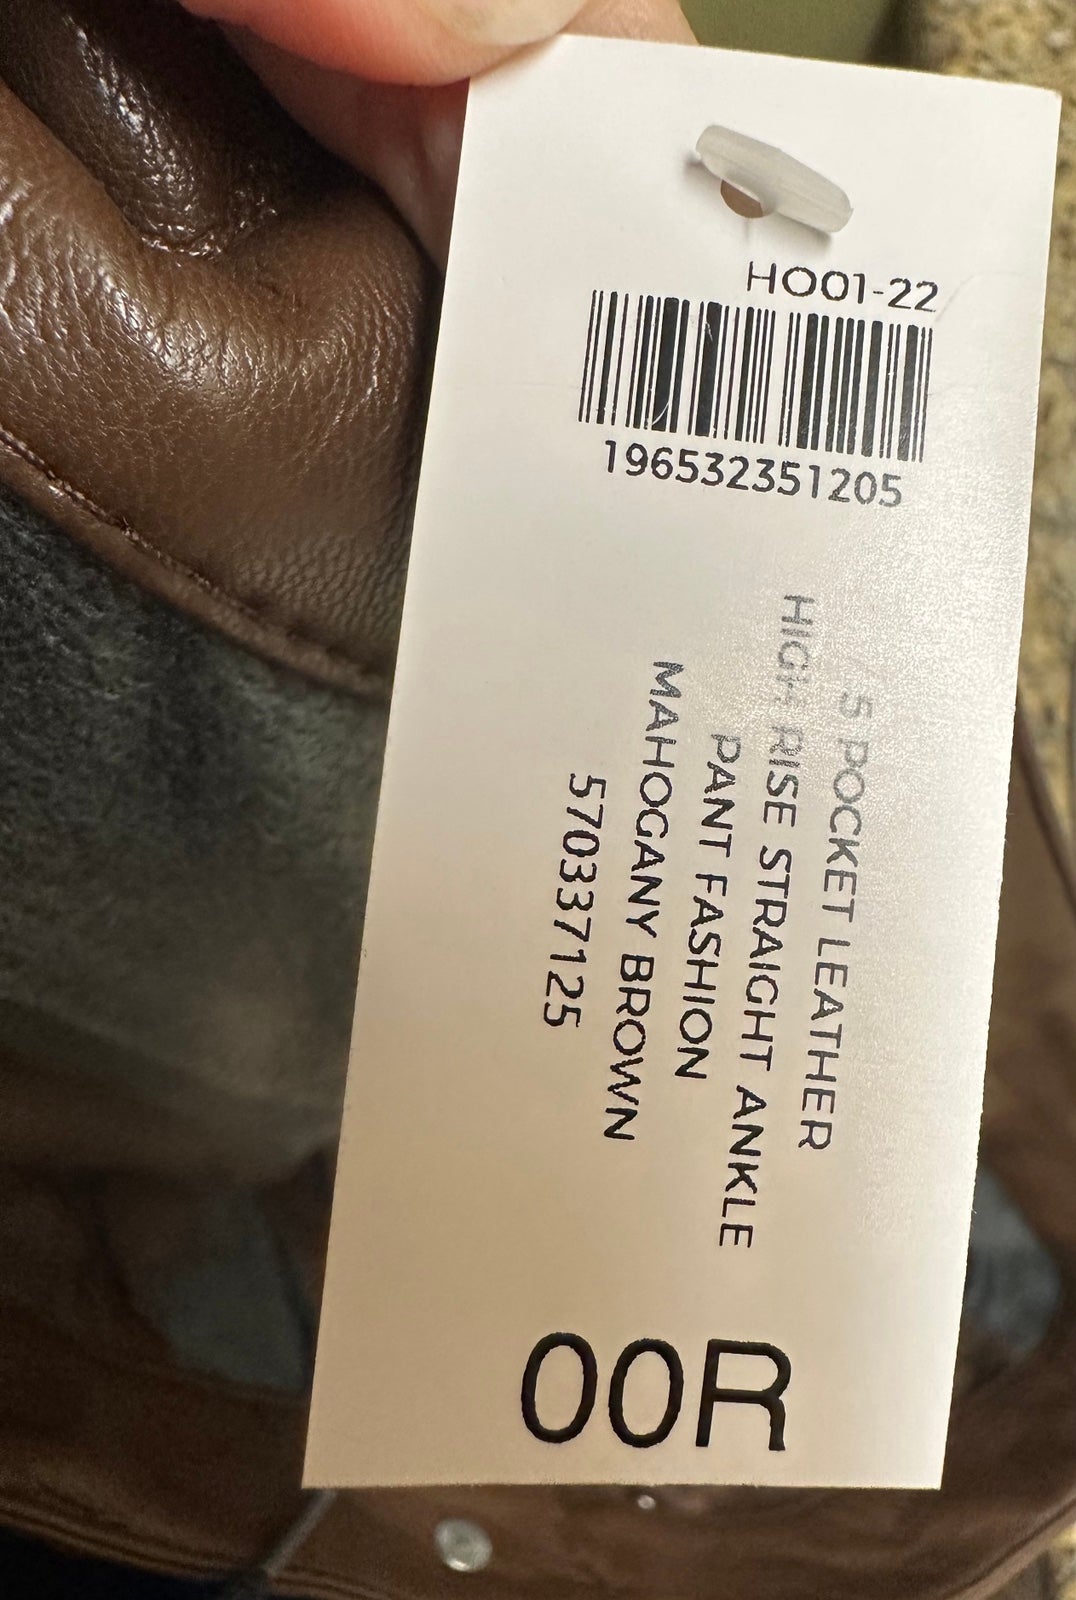 HO01-22
196532351205
5 POCKET LEATHER
HIGH RISE STRAIGHT ANKLE
PANT FASHION
MAHOGANY BROWN
570337125
00R